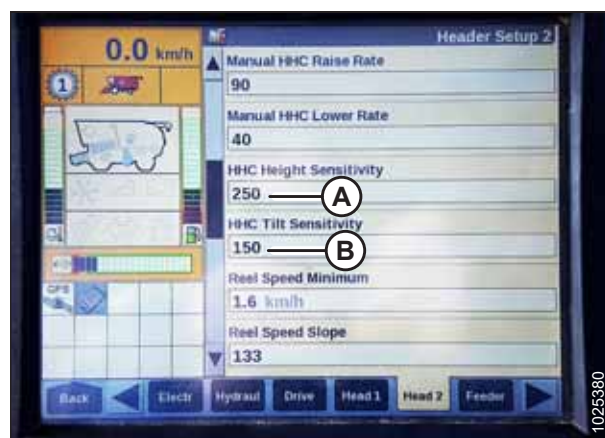 0.0 km/h
Header Setup 2
1
Manual HHC Raise Rate
90
Manual HHC Lower Rate
40
HHC Height Sensitivity
250
A
HHC Tilt Sensitivity
150
B
Reel Speed Minimum
1.6 km/h
Reel Speed Slope
133
GPS
Back
Electr
Hydraul
Drive
Head 1
Head 2
Feeder
1025380